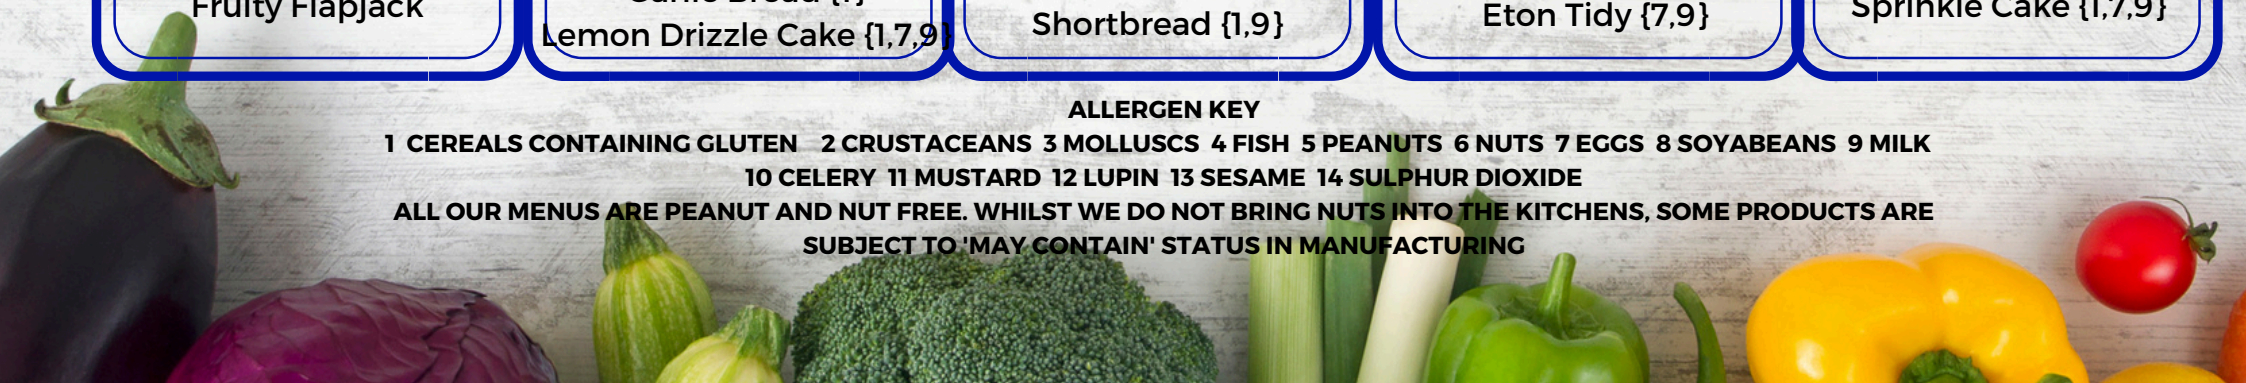 Fruity Flapjack
Garlic Bread {1}
Lemon Drizzle Cake {1,7,9}
Shortbread {1,9}
Eton Tidy {7,9}
Sprinkle Cake {1,7,9}
ALLERGEN KEY
1 CEREALS CONTAINING GLUTEN 2 CRUSTACEANS 3 MOLLUSCS 4 FISH 5 PEANUTS 6 NUTS 7 EGGS 8 SOYABEANS 9 MILK
10 CELERY 11 MUSTARD 12 LUPIN 13 SESAME 14 SULPHUR DIOXIDE
ALL OUR MENUS ARE PEANUT AND NUT FREE. WHILST WE DO NOT BRING NUTS INTO THE KITCHENS, SOME PRODUCTS ARE
SUBJECT TO 'MAY CONTAIN' STATUS IN MANUFACTURING